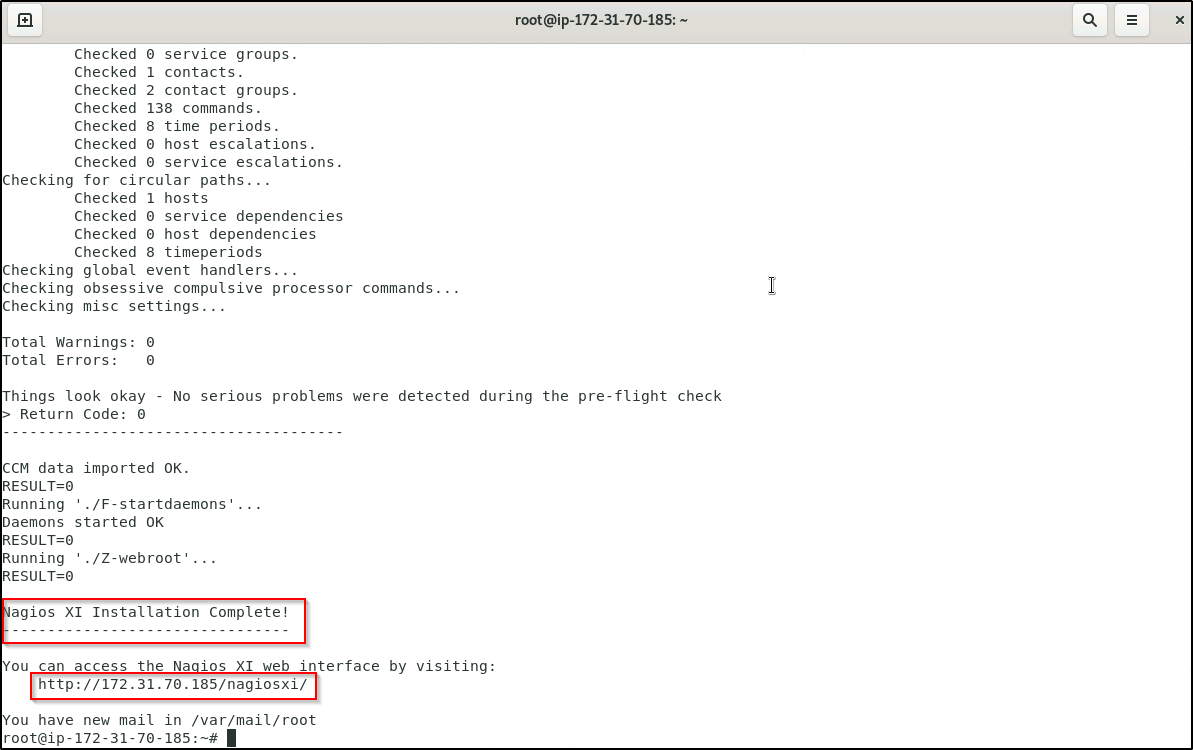 root@ip-172-31-70-185: ~
Checked 0 service groups.
Checked 1 contacts.
Checked 2 contact groups.
Checked 138 commands.
Checked 8 time periods.
Checked 0 host escalations.
Checked 0 service escalations.
Checking for circular paths...
Checked 1 hosts
Checked 0 service dependencies
Checked 0 host dependencies
Checked 8 timeperiods
Checking global event handlers...
Checking obsessive compulsive processor commands...
Checking misc settings...
Total Warnings: 0
Total Errors:   0
Things look okay - No serious problems were detected during the pre-flight check
> Return Code: 0
--------------------------------------
CCM data imported OK.
RESULT=0
Running './F-startdaemons'...
Daemons started OK
RESULT=0
Running './Z-webroot'...
RESULT=0
Nagios XI Installation Complete!
--------------------------------
You can access the Nagios XI web interface by visiting:
http://172.31.70.185/nagiosxi/
You have new mail in /var/mail/root
root@ip-172-31-70-185:~#